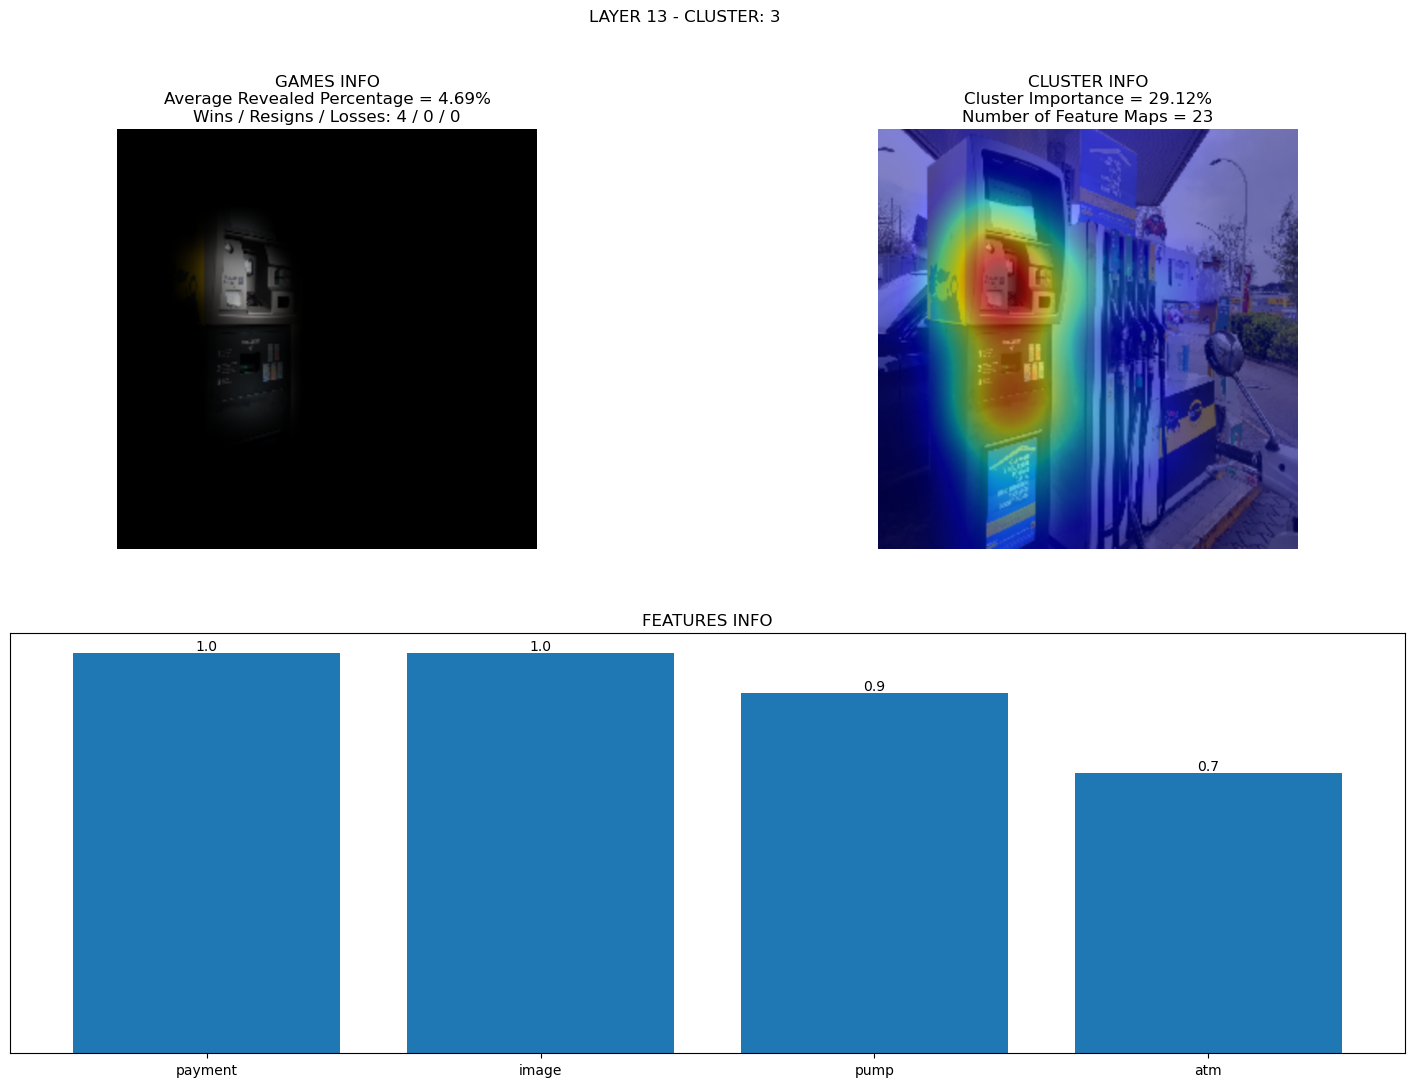 LAYER 13 - CLUSTER: 3
GAMES INFO
Average Revealed Percentage = 4.69%
Wins / Resigns / Losses: 4 / 0 / 0
CLUSTER INFO
Cluster Importance = 29.12%
Number of Feature Maps = 23
FEATURES INFO
1.0
1.0
0.9
0.7
payment
image
pump
atm